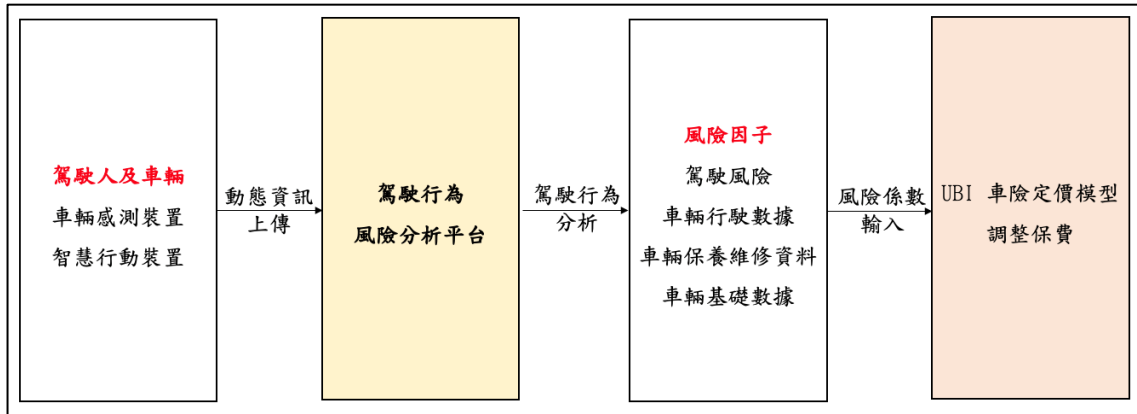 駕駛人及車輛
車輛感測裝置
智慧行動裝置
動態資訊
上傳
駕駛行為
風險分析平台
駕駛行為
分析
風險因子
駕駛風險
車輛行駛數據
車輛保養維修資料
車輛基礎數據
風險係數
輸入
UBI 車險定價模型
調整保費